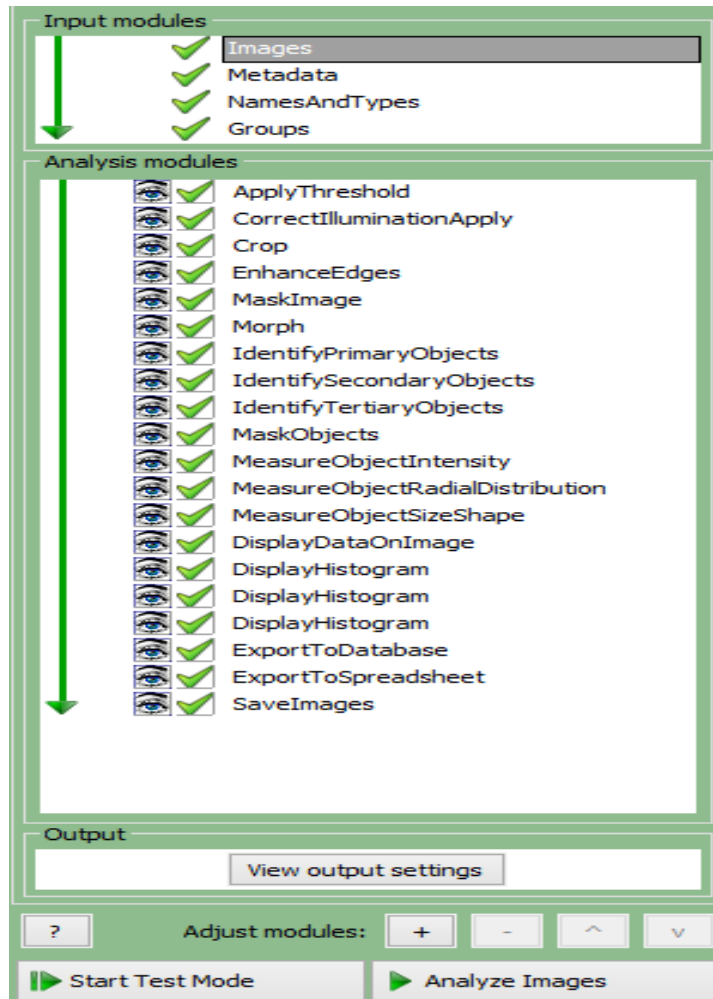 Input modules
Images
Metadata
NamesAndTypes
Groups
Analysis modules
ApplyThreshold
CorrectIlluminationApply
Crop
EnhanceEdges
MaskImage
Morph
IdentifyPrimaryObjects
IdentifySecondaryObjects
IdentifyTertiaryObjects
MaskObjects
MeasureObjectIntensity
MeasureObjectRadialDistribution
MeasureObjectSizeShape
DisplayDataOnImage
DisplayHistogram
DisplayHistogram
DisplayHistogram
ExportToDatabase
ExportToSpreadsheet
SaveImages
Output
View output settings
? Adjust modules: + - ^ v
Start Test Mode Analyze Images